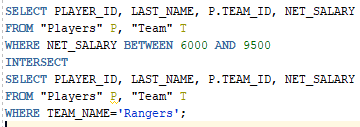 SELECT PLAYER_ID, LAST_NAME, P.TEAM_ID, NET_SALARY
FROM "Players" P, "Team" T
WHERE NET_SALARY BETWEEN 6000 AND 9500
INTERSECT
SELECT PLAYER_ID, LAST_NAME, P.TEAM_ID, NET_SALARY
FROM "Players" P, "Team" T
WHERE TEAM_NAME='Rangers';